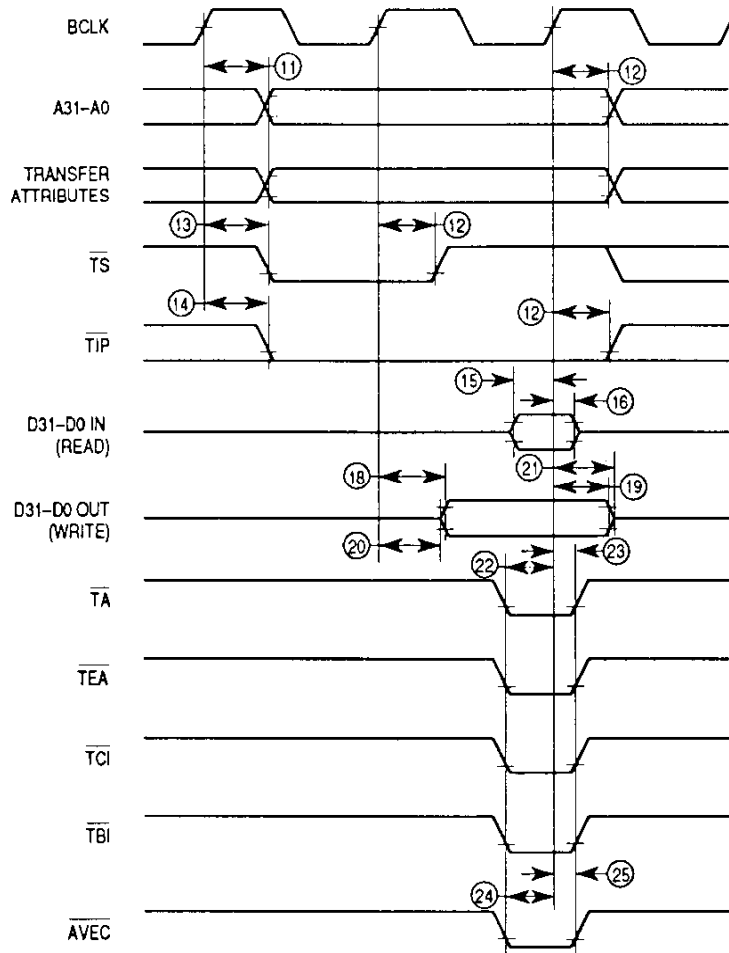 BCLK
11
12
A31–A0
TRANSFER
ATTRIBUTES
13
12
TS
14
12
TIP
15
16
D31–D0 IN
(READ)
21
18
19
D31–D0 OUT
(WRITE)
20
23
22
TA
TEA
TCI
TBI
25
24
AVEC